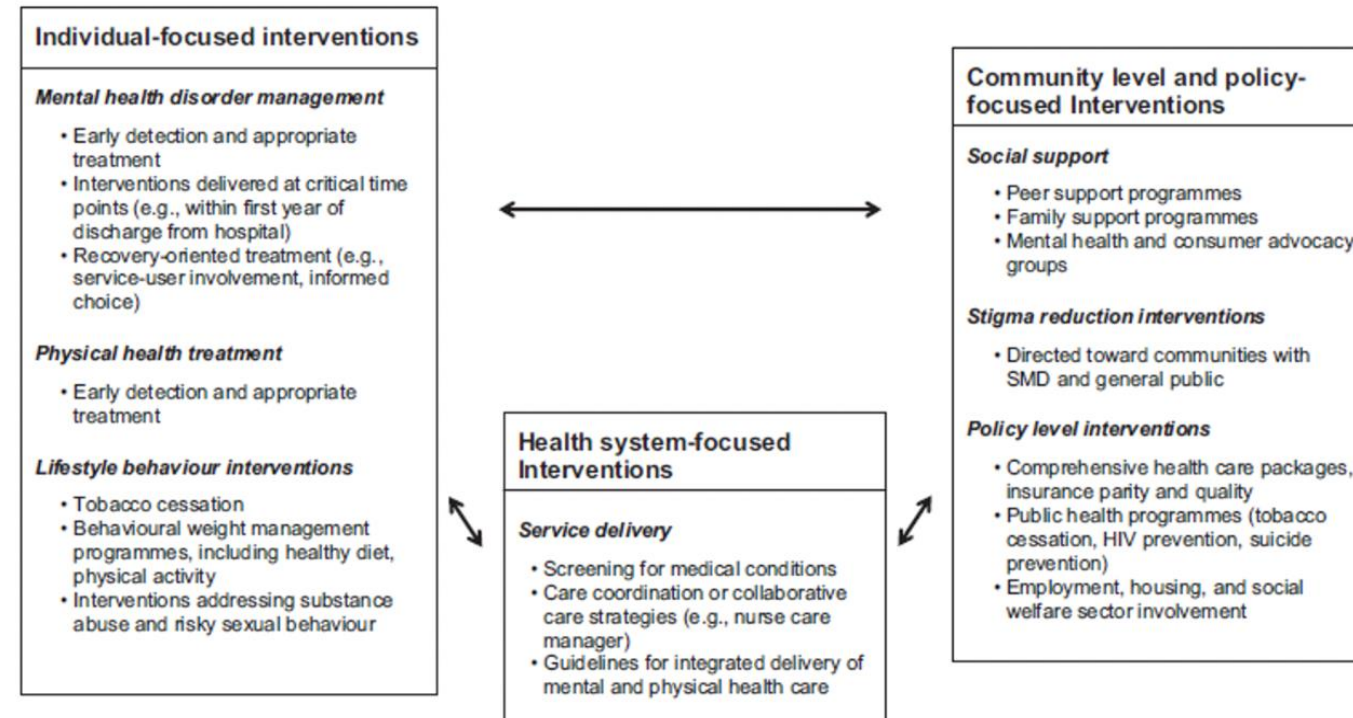 Individual-focused interventions
Mental health disorder management
• Early detection and appropriate
treatment
• Interventions delivered at critical time
points (e.g., within first year of
discharge from hospital)
• Recovery-oriented treatment (e.g.,
service-user involvement, informed
choice)
Physical health treatment
• Early detection and appropriate
treatment
Lifestyle behaviour interventions
• Tobacco cessation
• Behavioural weight management
programmes, including healthy diet,
physical activity
• Interventions addressing substance
abuse and risky sexual behaviour
Health system-focused
Interventions
Service delivery
• Screening for medical conditions
• Care coordination or collaborative
care strategies (e.g., nurse care
manager)
• Guidelines for integrated delivery of
mental and physical health care
Community level and policy-
focused Interventions
Social support
• Peer support programmes
• Family support programmes
• Mental health and consumer advocacy
groups
Stigma reduction interventions
• Directed toward communities with
SMD and general public
Policy level interventions
• Comprehensive health care packages,
insurance parity and quality
• Public health programmes (tobacco
cessation, HIV prevention, suicide
prevention)
• Employment, housing, and social
welfare sector involvement